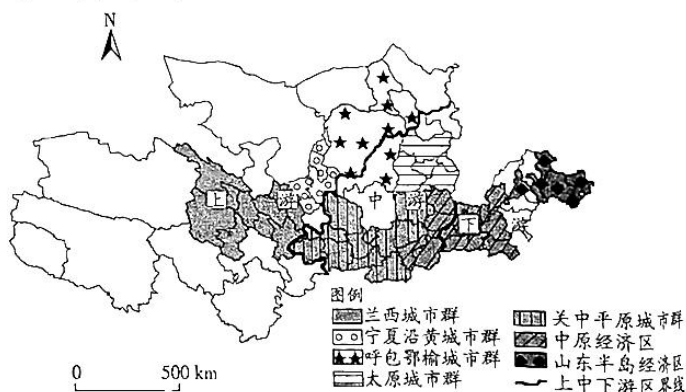 N
上 游 中 游 下 游
图例
兰西城市群
宁夏沿黄城市群
呼包鄂榆城市群
太原城市群
关中平原城市群
中原经济区
山东半岛经济区
上中下游区界线
0 500 km